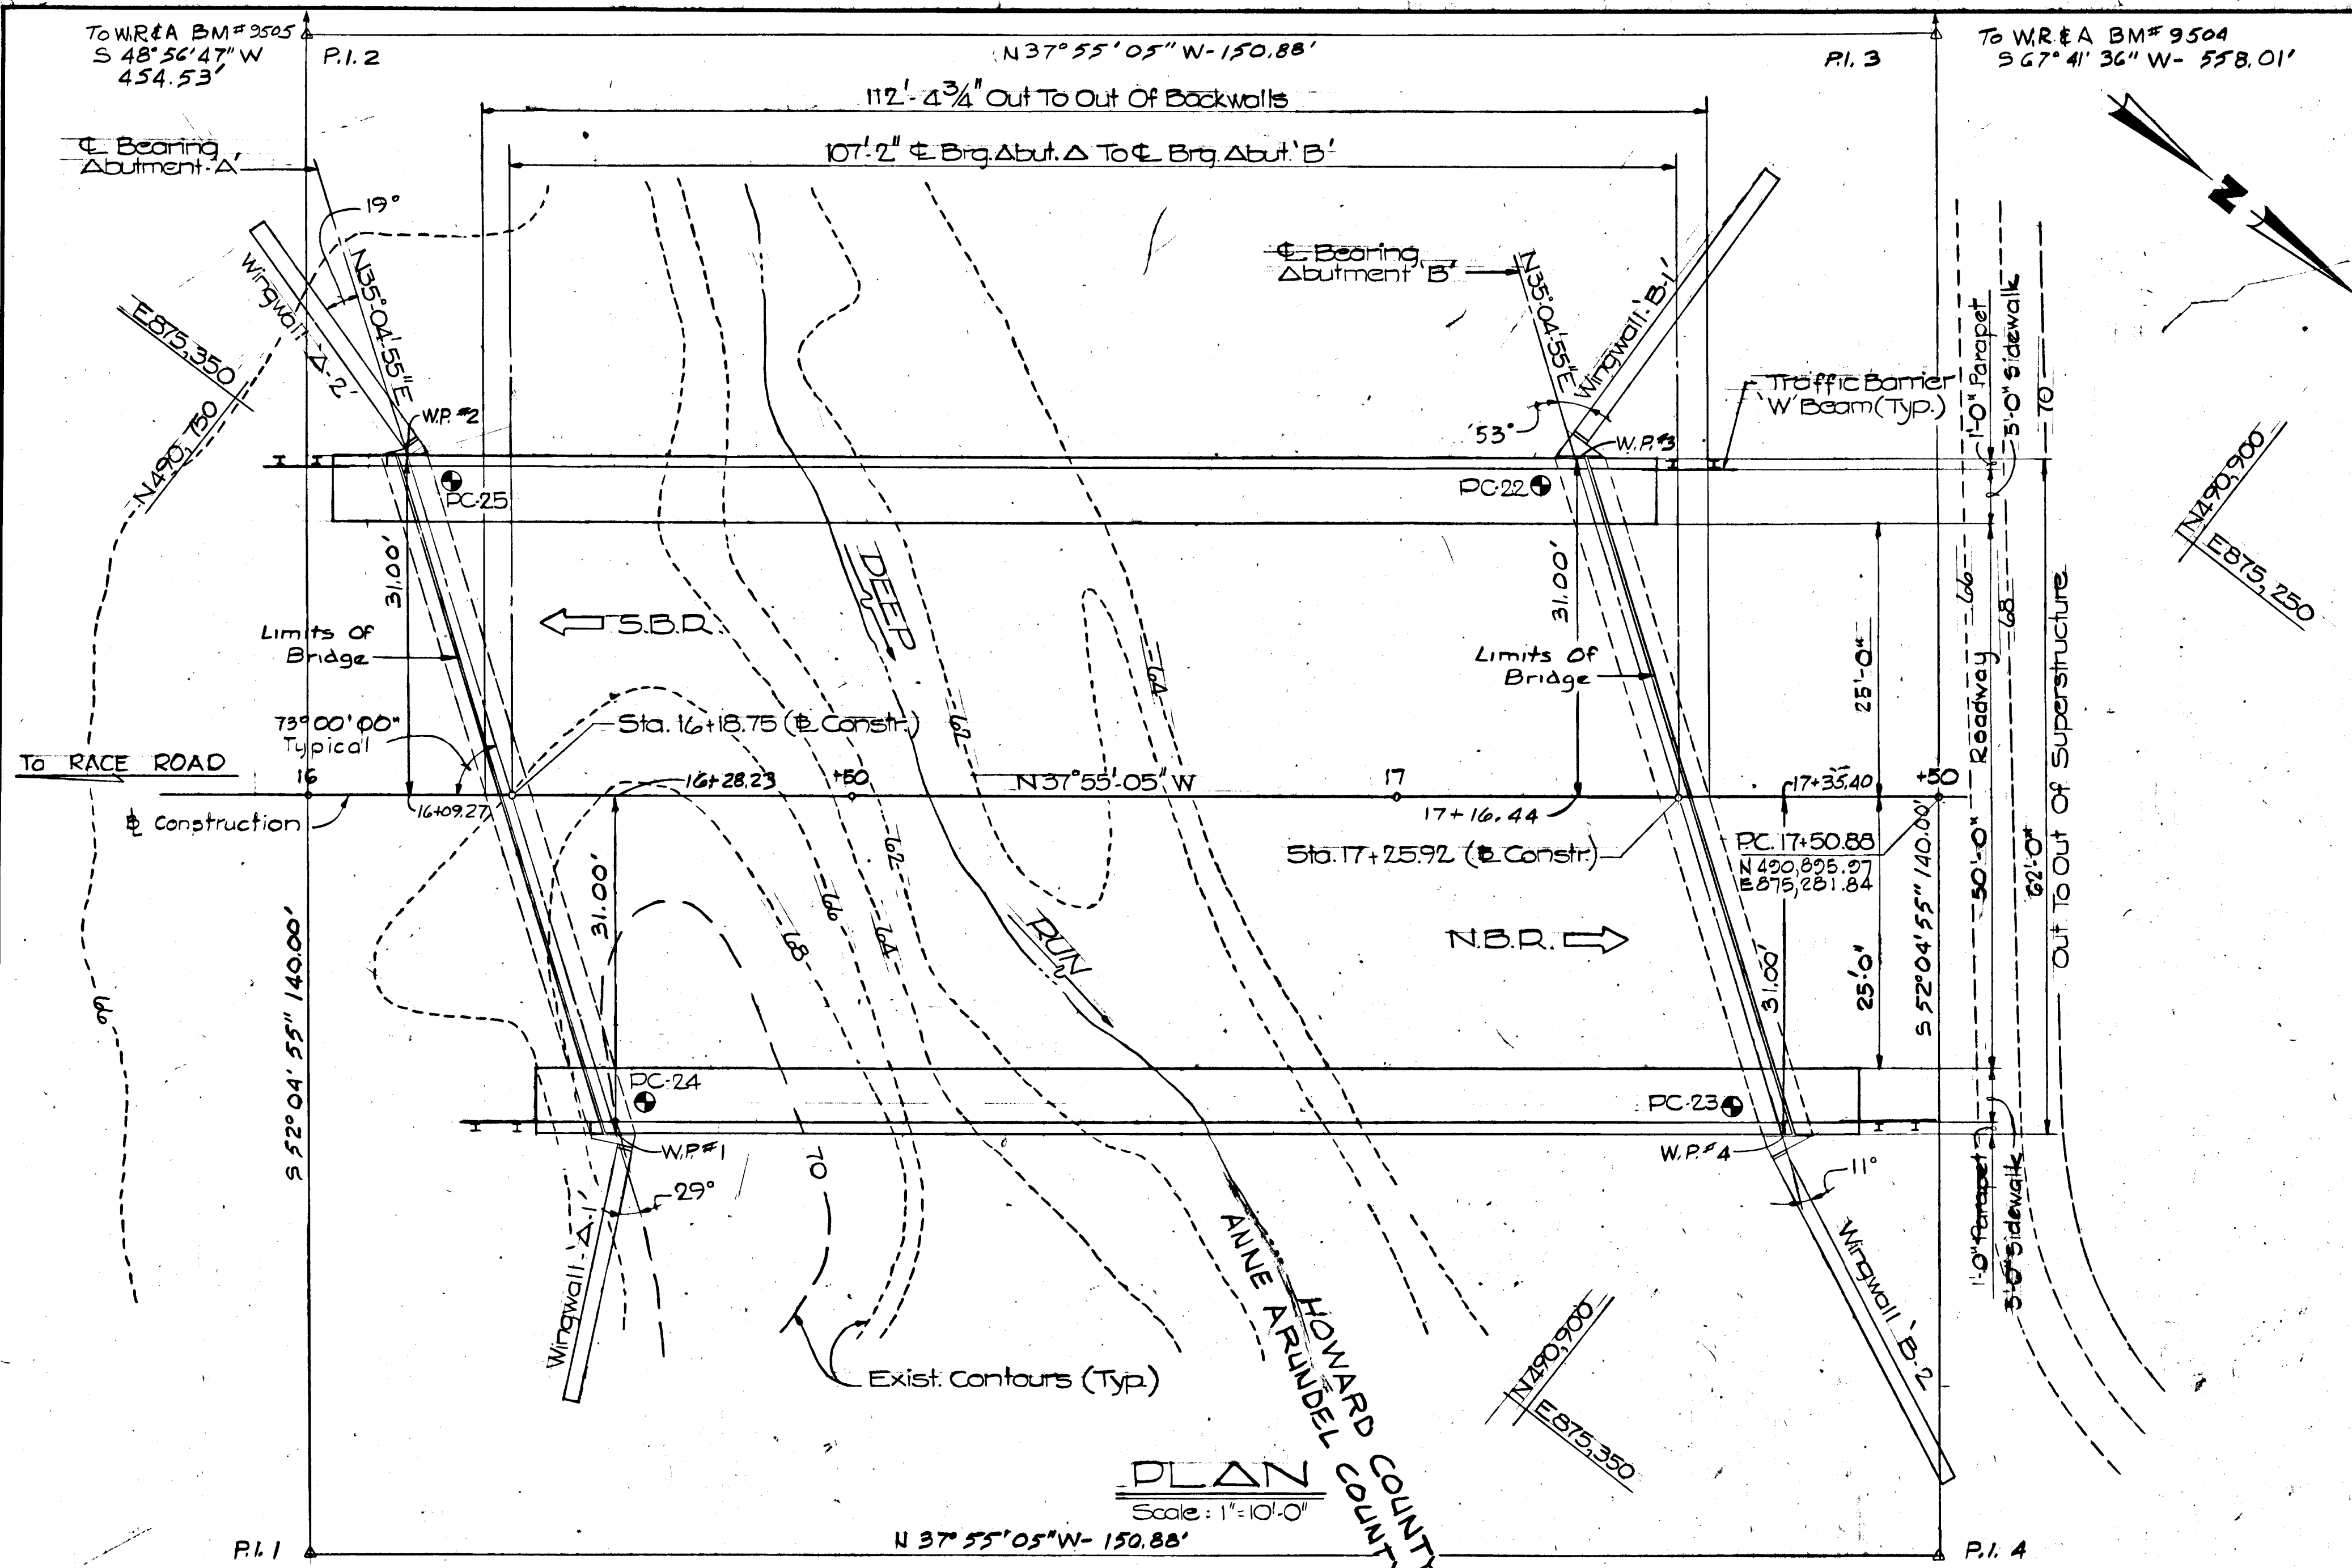 To W.R.& A BM# 9505
S 48° 56' 47" W
454.53'
P.I. 2
N 37° 55' 05" W - 150.88'
P.I. 3
To W.R.& A BM# 9504
S 67° 41' 36" W - 558.01'
112'-4 3/4" Out To Out Of Backwalls
107'-2" ℄ Brg. Abut. A To ℄ Brg. Abut. 'B'
℄ Bearing
Abutment 'A'
19°
N35°-04'-55"E
Wingwall 'A-2'
E875,350
N490,750
W.P. #2
PC-25
℄ Bearing
Abutment 'B'
N35°-04'-55"E
Wingwall 'B-1'
53°
W.P. #3
PC-22
Traffic Barrier
'W' Beam (Typ.)
N
1'-0" Parapet
5'-0" Sidewalk
70
N490,900
E875,250
31.00'
S.B.R.
DEEP
Limits Of
Bridge
31.00'
Limits Of
Bridge
25'-0"
66
68
64
62
73°00'00"
Typical
Sta. 16+18.75 (℄ Constr.)
To RACE ROAD
16
16+28.23
+50
N37°55'-05" W
17
17+35.40
+50
℄ Construction
16+09.27
17+16.44
Sta. 17+25.92 (℄ Constr.)
PC. 17+50.88
N 490,895.97
E 875,281.84
50'-0" Roadway
62'-0"
Out To Out Of Superstructure
S 52° 04' 55" 140.00'
S 52° 04' 55" 140.00'
31.00'
62
66
64
68
RUN
N.B.R.
31.00'
25'-0"
66
PC-24
PC-23
W.P. #1
29°
70
W.P. #4
11°
1'-0" Parapet
5'-0" Sidewalk
Wingwall 'A-1'
Wingwall 'B-2'
Exist. Contours (Typ.)
HOWARD COUNTY
ANNE ARUNDEL COUNTY
N490,900
E875,350
PLAN
Scale: 1"=10'-0"
N 37° 55' 05" W - 150.88'
P.I. 1
P.I. 4